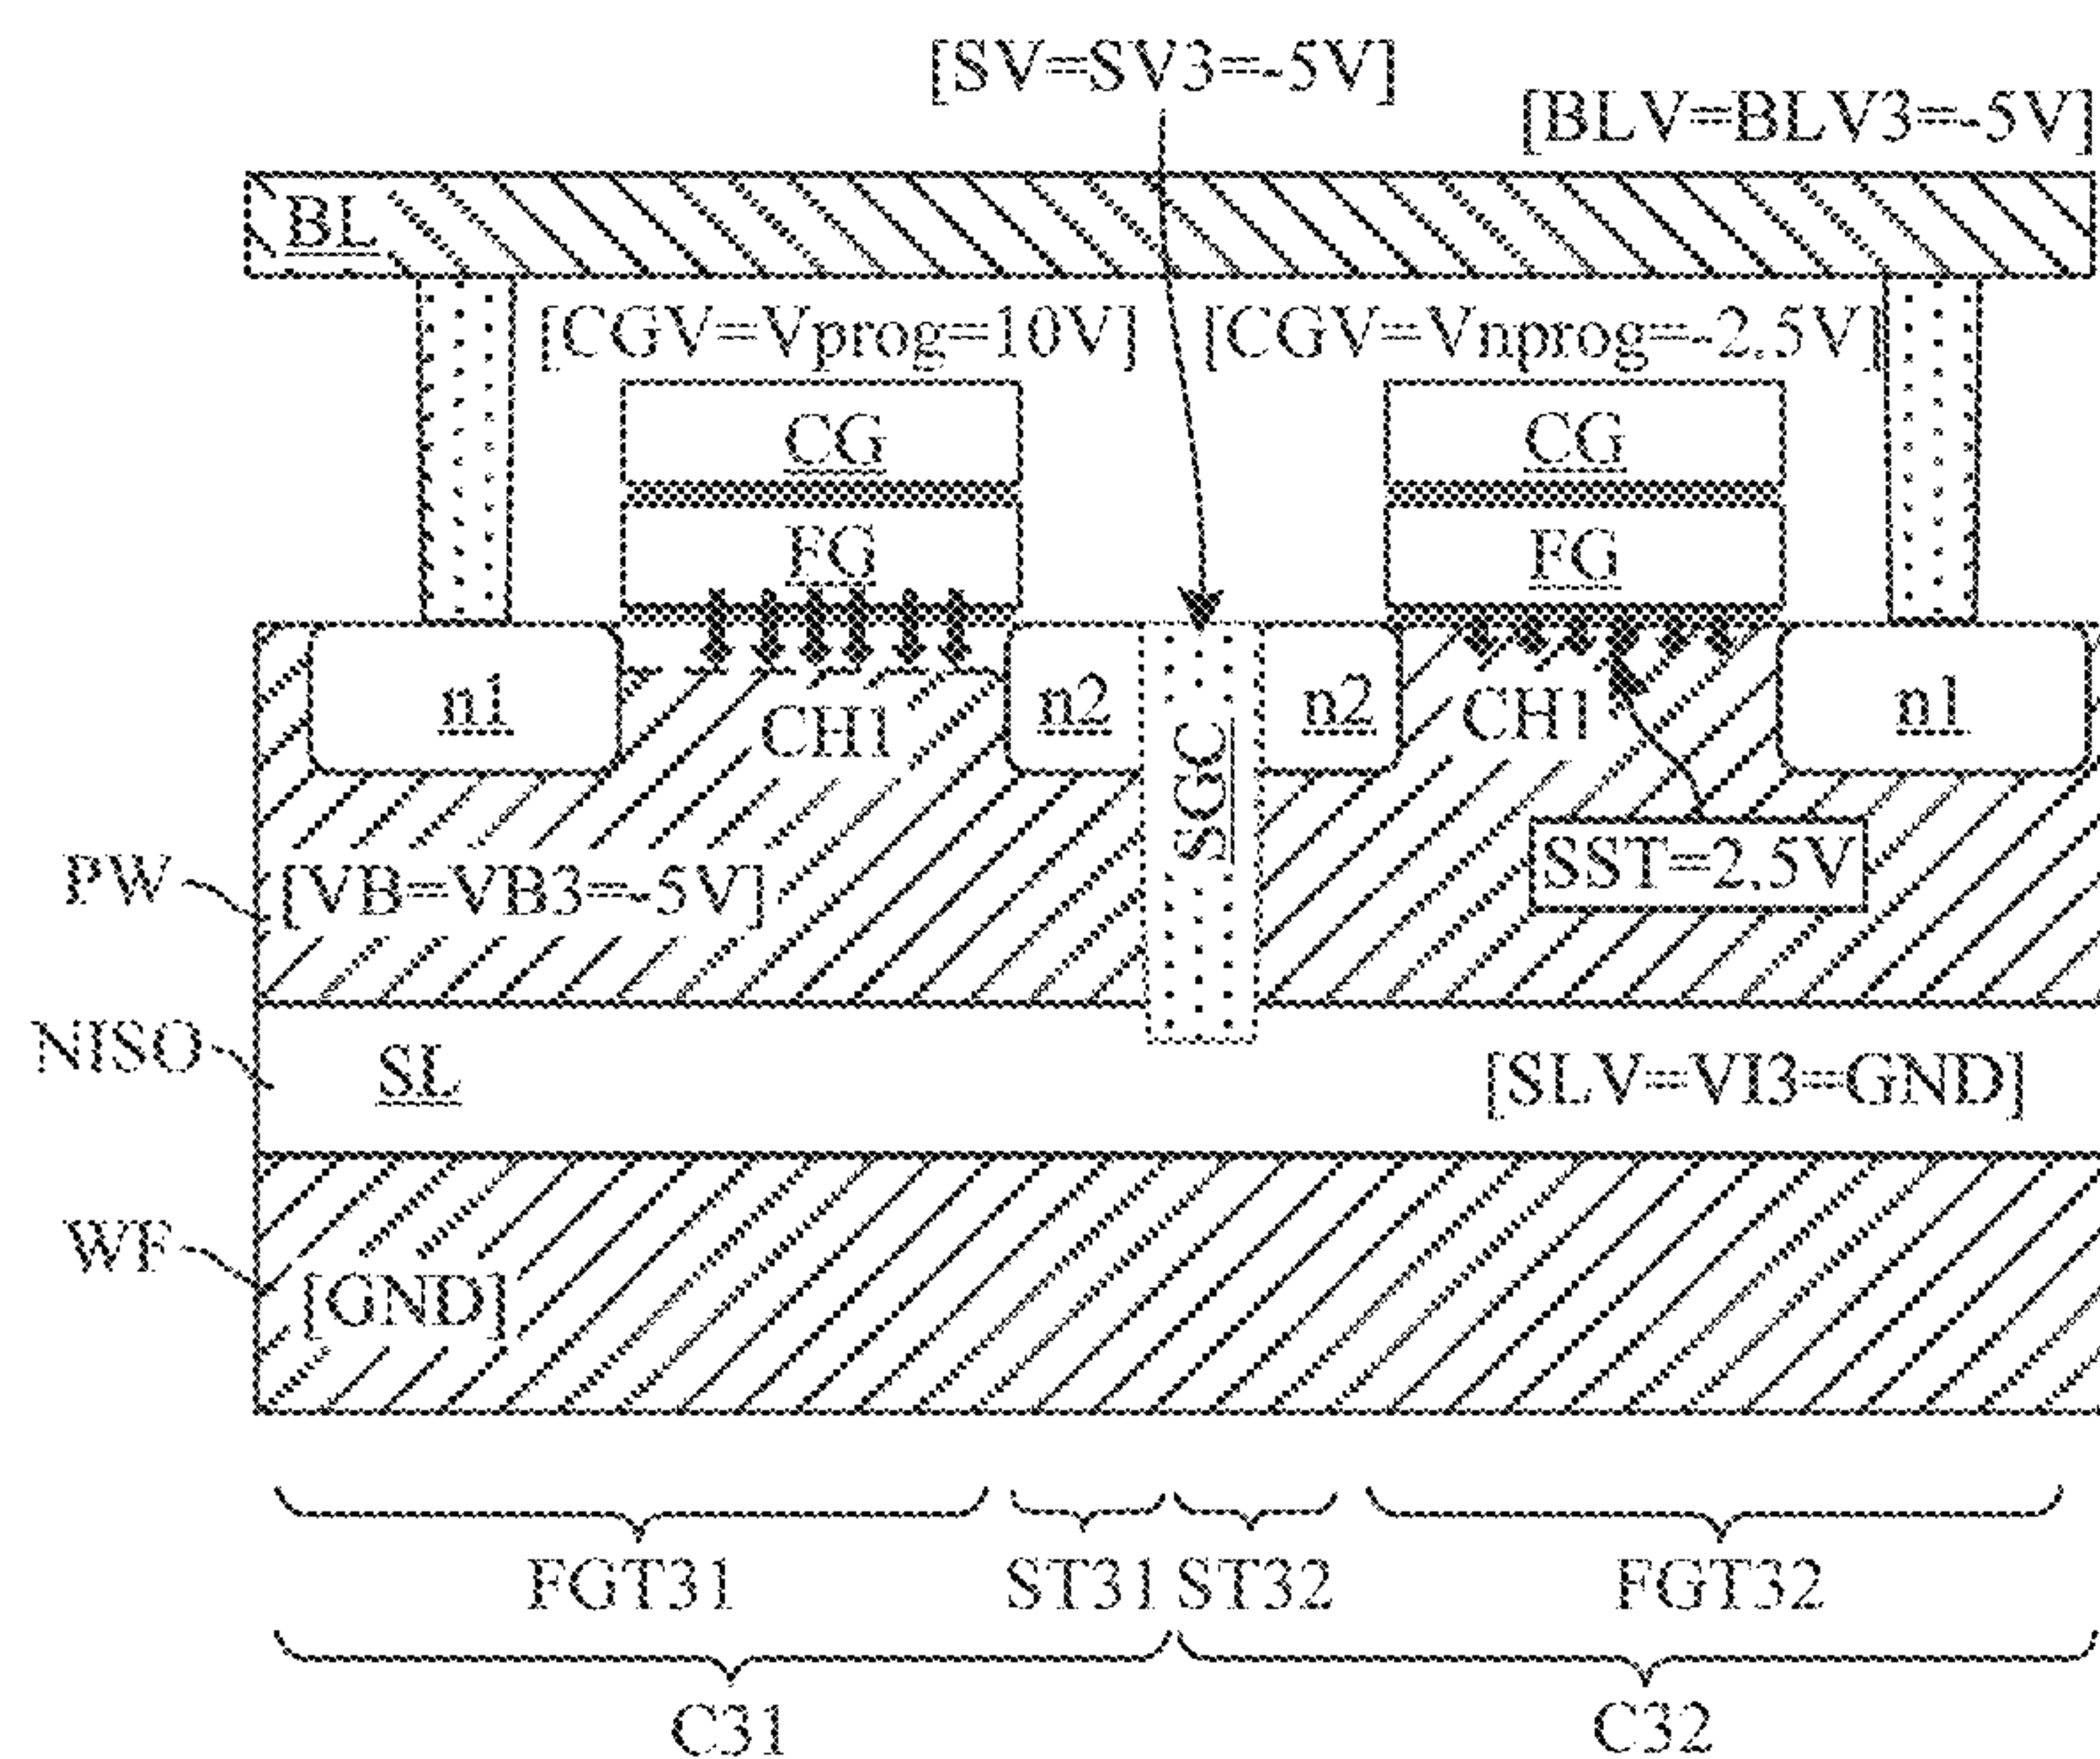 [SV=SV3=-5V]
[BLV=BLV3=-5V]
BL
[CGV=Vprog=10V] [CGV=Vnprog=-2.5V]
CG CG
FG FG
n1 CH1 n2 SGC n2 CH1 n1
SST=2.5V
PW [VB=VB3=-5V]
NISO SL [SLV=VI3=GND]
WF [GND]
FGT31 ST31 ST32 FGT32
C31 C32